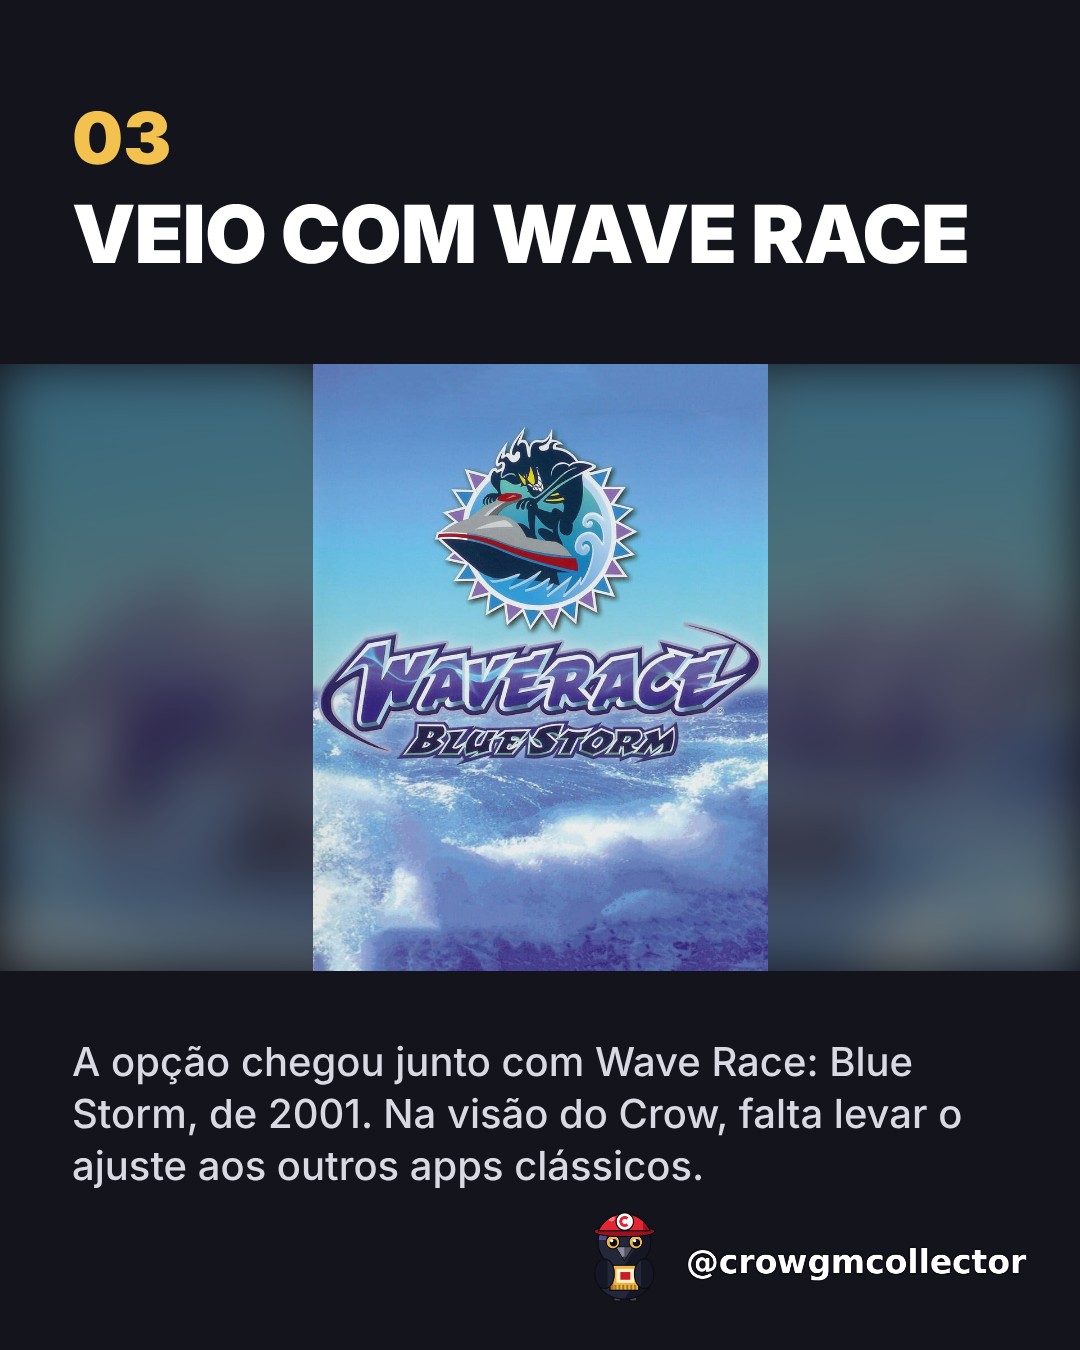 03
VEIO COM WAVE RACE
WAVE RACE
BLUE STORM
A opção chegou junto com Wave Race: Blue
Storm, de 2001. Na visão do Crow, falta levar o
ajuste aos outros apps clássicos.
C
@crowgmcollector